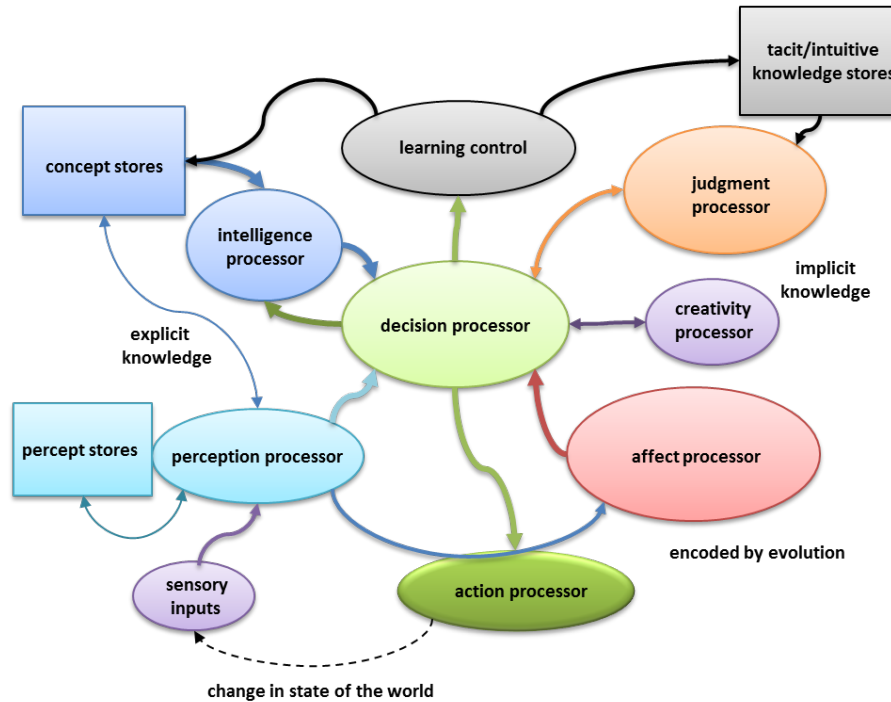 tacit/intuitive
knowledge stores
learning control
concept stores
judgment
processor
intelligence
processor
implicit
knowledge
creativity
processor
decision processor
explicit
knowledge
percept stores
perception processor
affect processor
encoded by evolution
sensory
inputs
action processor
change in state of the world